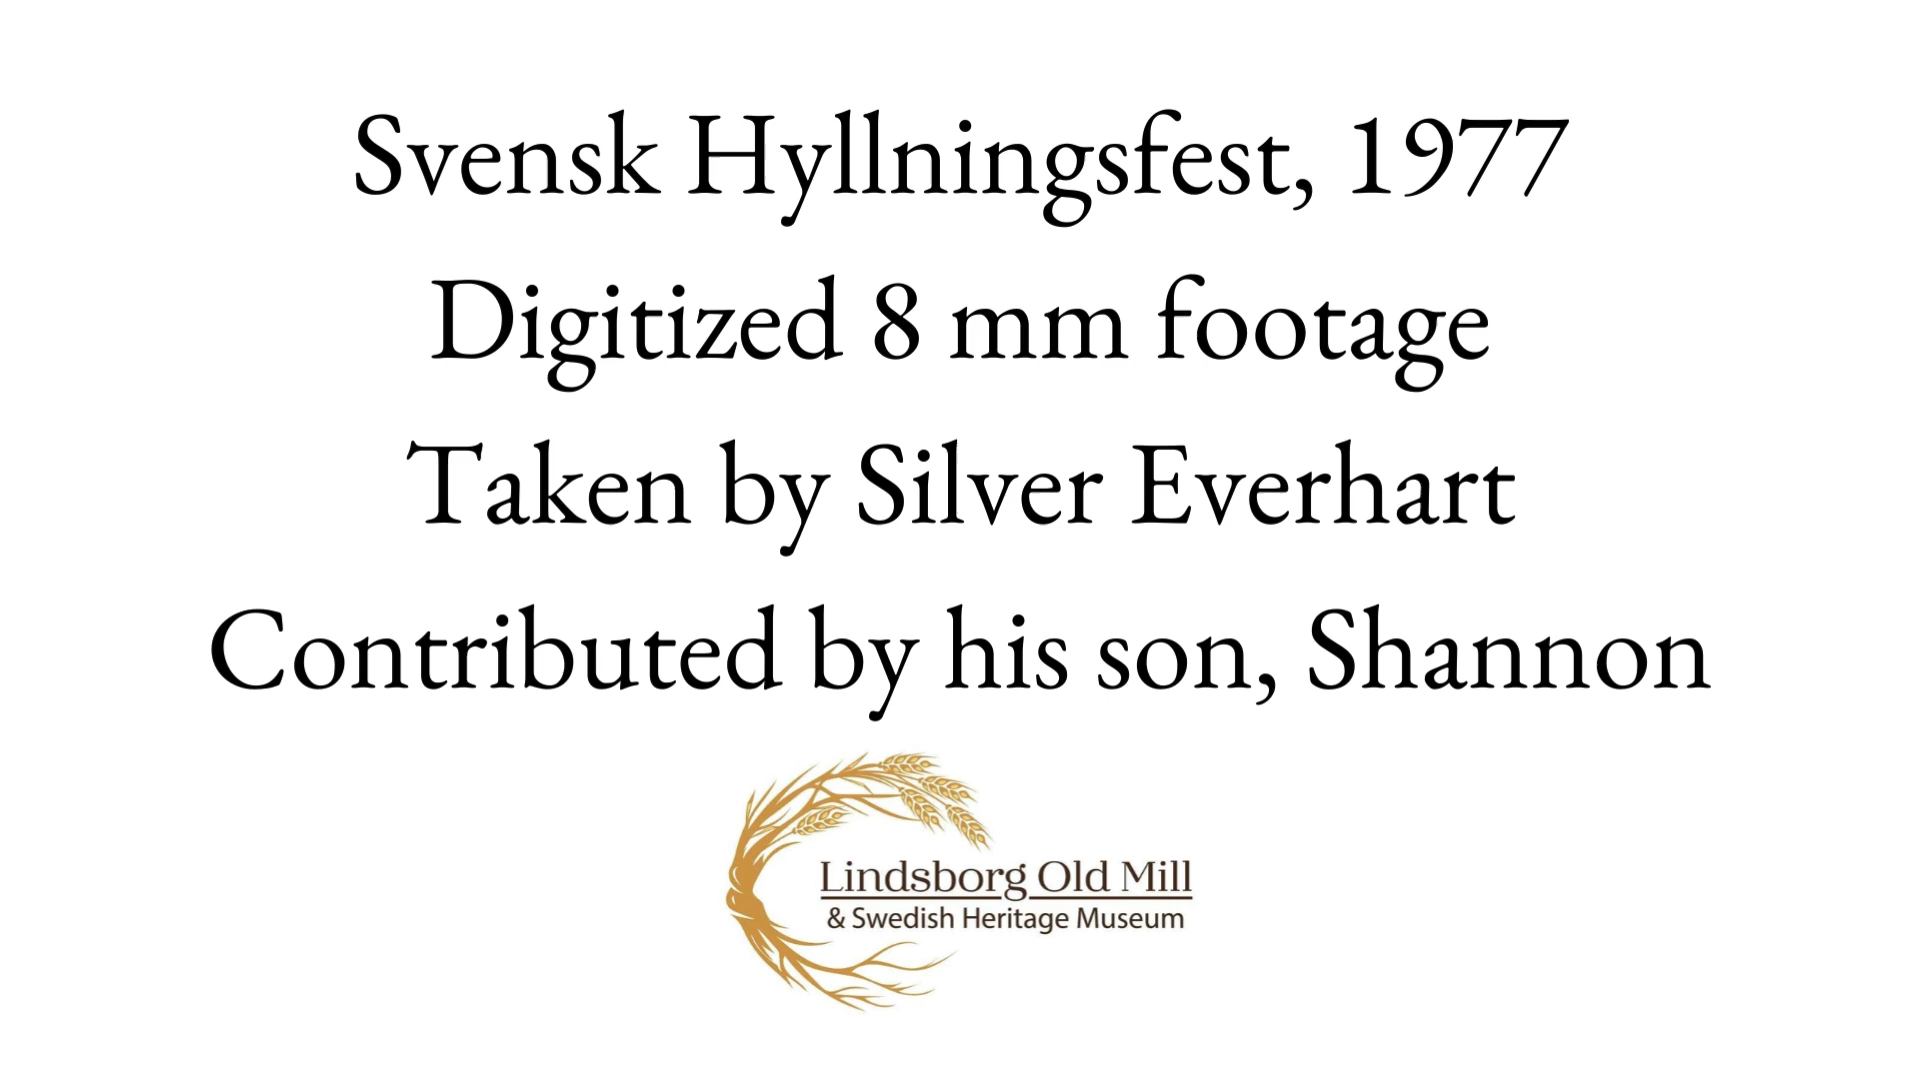 Svensk Hyllningsfest, 1977
Digitized 8 mm footage
Taken by Silver Everhart
Contributed by his son, Shannon
Lindsborg Old Mill
& Swedish Heritage Museum